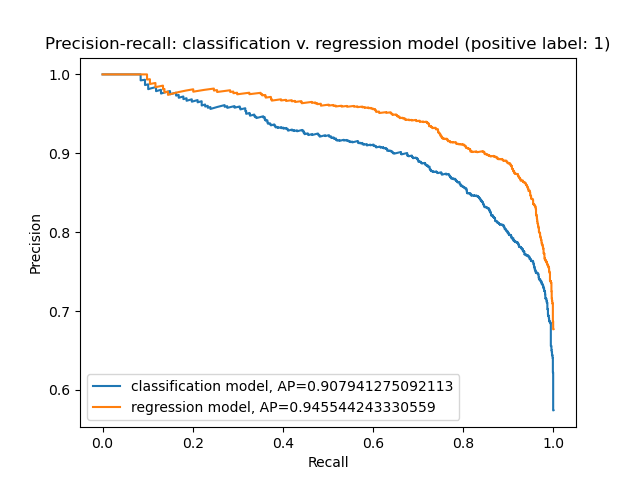 Precision-recall: classification v. regression model (positive label: 1)
1.0
0.9
0.8
0.7
0.6
Precision
classification model, AP=0.907941275092113
regression model, AP=0.945544243330559
0.0 0.2 0.4 0.6 0.8 1.0
Recall